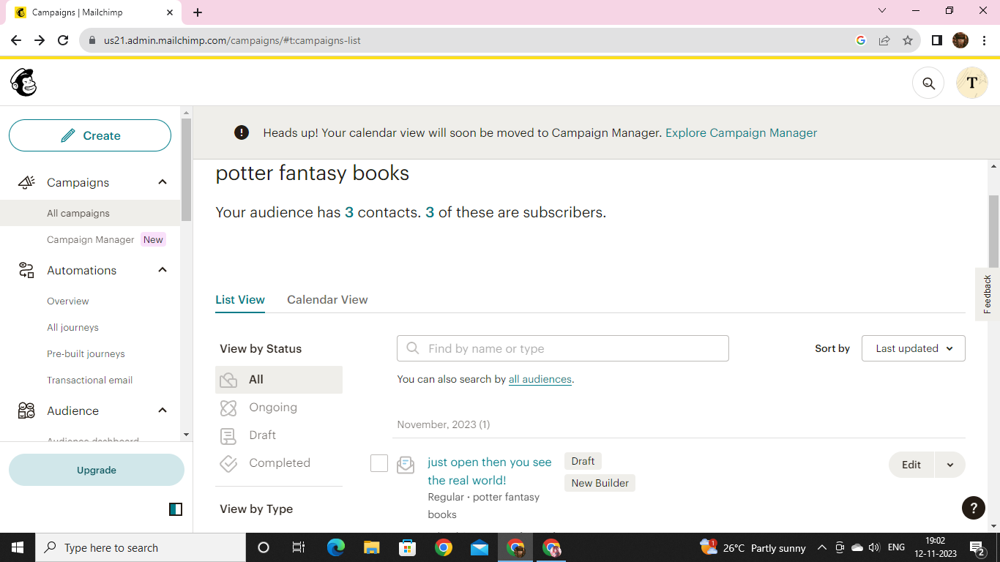 Campaigns | Mailchimp
us21.admin.mailchimp.com/campaigns/#t:campaigns-list
T
Create
Heads up! Your calendar view will soon be moved to Campaign Manager. Explore Campaign Manager
Campaigns
All campaigns
Campaign Manager New
Automations
Overview
All journeys
Pre-built journeys
Transactional email
Audience
Audience dashboard
Upgrade
potter fantasy books
Your audience has 3 contacts. 3 of these are subscribers.
List View Calendar View
View by Status
All
Ongoing
Draft
Completed
View by Type
Find by name or type
Sort by Last updated
You can also search by all audiences.
November, 2023 (1)
just open then you see
the real world!
Regular · potter fantasy
books
Draft
New Builder
Edit
?
Feedback
Type here to search
1
26°C Partly sunny
ENG
19:02
12-11-2023
2